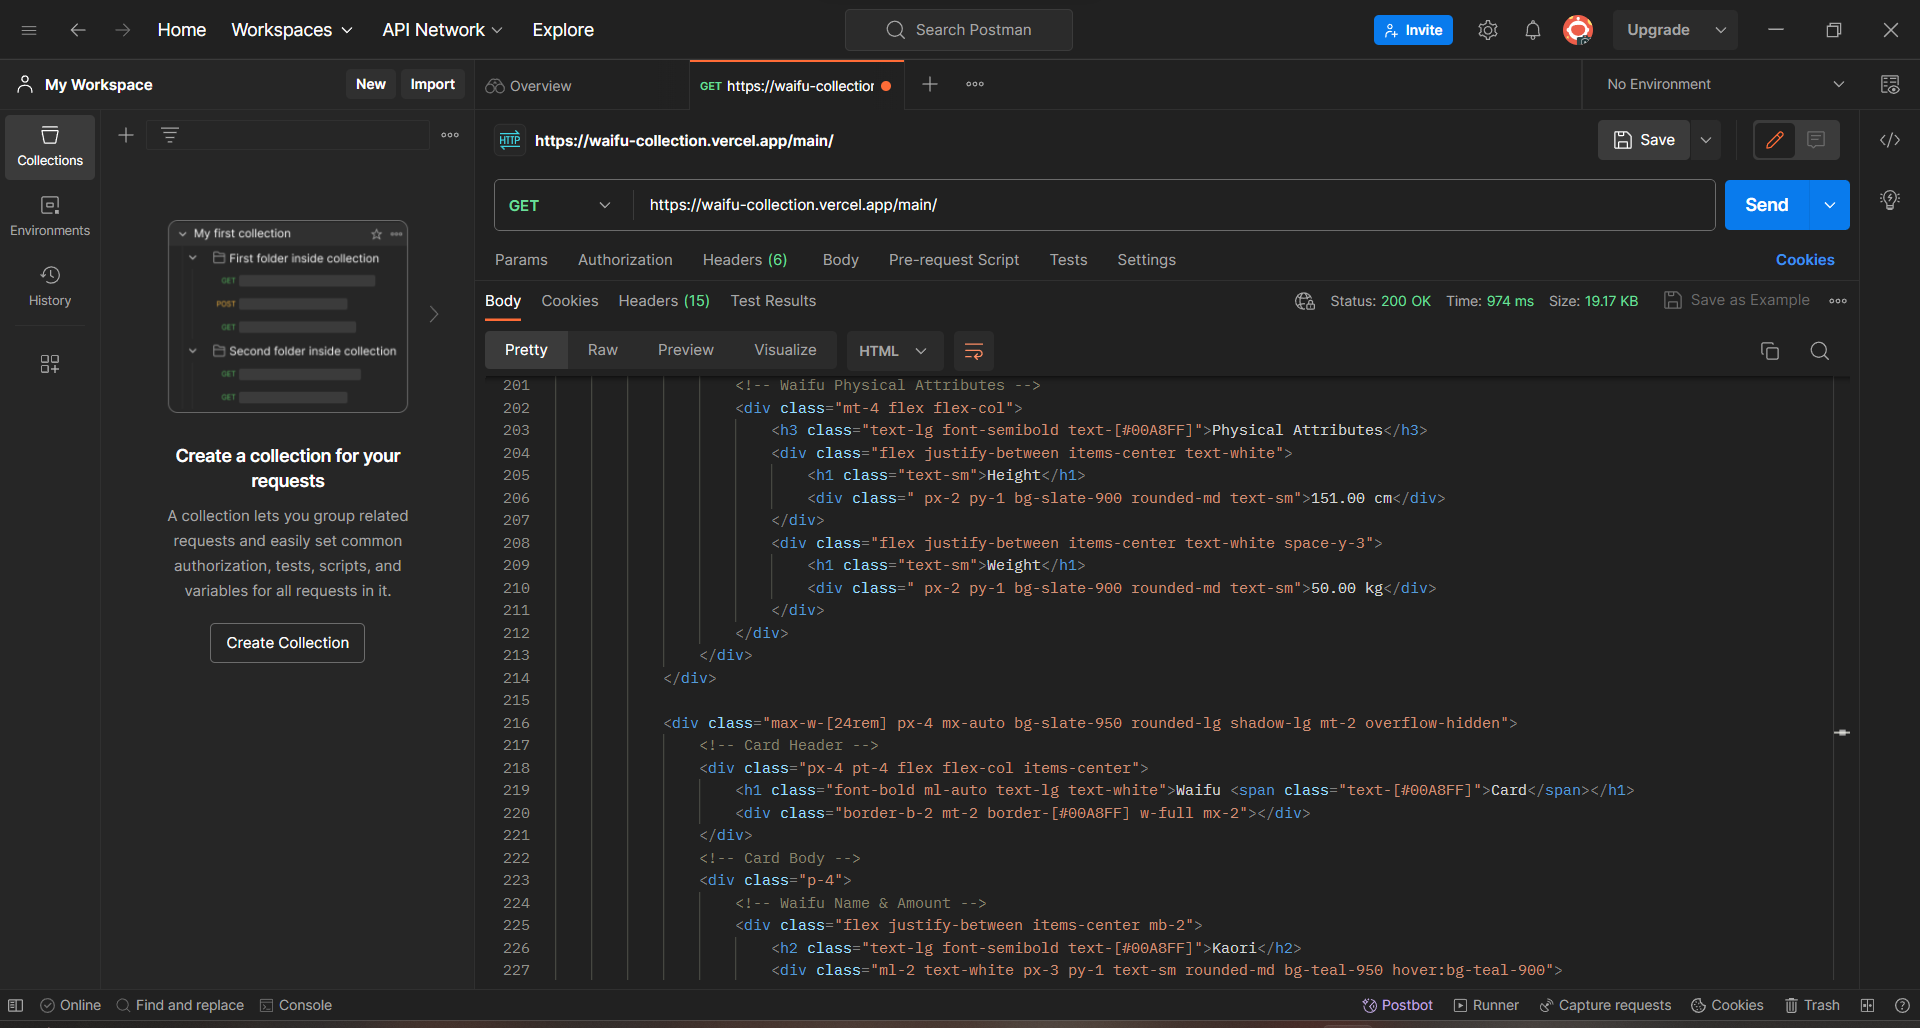 Home Workspaces API Network Explore Search Postman Invite Upgrade
My Workspace New Import Overview GET https://waifu-collection No Environment
Collections
Environments
History
My first collection
First folder inside collection
GET
POST
GET
Second folder inside collection
GET
GET
Create a collection for your
requests
A collection lets you group related
requests and easily set common
authorization, tests, scripts, and
variables for all requests in it.
Create Collection
HTTP https://waifu-collection.vercel.app/main/ Save
GET https://waifu-collection.vercel.app/main/ Send
Params Authorization Headers (6) Body Pre-request Script Tests Settings Cookies
Body Cookies Headers (15) Test Results Status: 200 OK Time: 974 ms Size: 19.17 KB Save as Example
Pretty Raw Preview Visualize HTML
201 <!-- Waifu Physical Attributes -->
202 <div class="mt-4 flex flex-col">
203 <h3 class="text-lg font-semibold text-[#00A8FF]">Physical Attributes</h3>
204 <div class="flex justify-between items-center text-white">
205 <h1 class="text-sm">Height</h1>
206 <div class=" px-2 py-1 bg-slate-900 rounded-md text-sm">151.00 cm</div>
207 </div>
208 <div class="flex justify-between items-center text-white space-y-3">
209 <h1 class="text-sm">Weight</h1>
210 <div class=" px-2 py-1 bg-slate-900 rounded-md text-sm">50.00 kg</div>
211 </div>
212 </div>
213 </div>
214 </div>
215
216 <div class="max-w-[24rem] px-4 mx-auto bg-slate-950 rounded-lg shadow-lg mt-2 overflow-hidden">
217 <!-- Card Header -->
218 <div class="px-4 pt-4 flex flex-col items-center">
219 <h1 class="font-bold ml-auto text-lg text-white">Waifu <span class="text-[#00A8FF]">Card</span></h1>
220 <div class="border-b-2 mt-2 border-[#00A8FF] w-full mx-2"></div>
221 </div>
222 <!-- Card Body -->
223 <div class="p-4">
224 <!-- Waifu Name & Amount -->
225 <div class="flex justify-between items-center mb-2">
226 <h2 class="text-lg font-semibold text-[#00A8FF]">Kaori</h2>
227 <div class="ml-2 text-white px-3 py-1 text-sm rounded-md bg-teal-950 hover:bg-teal-900">
Online Find and replace Console Postbot Runner Capture requests Cookies Trash